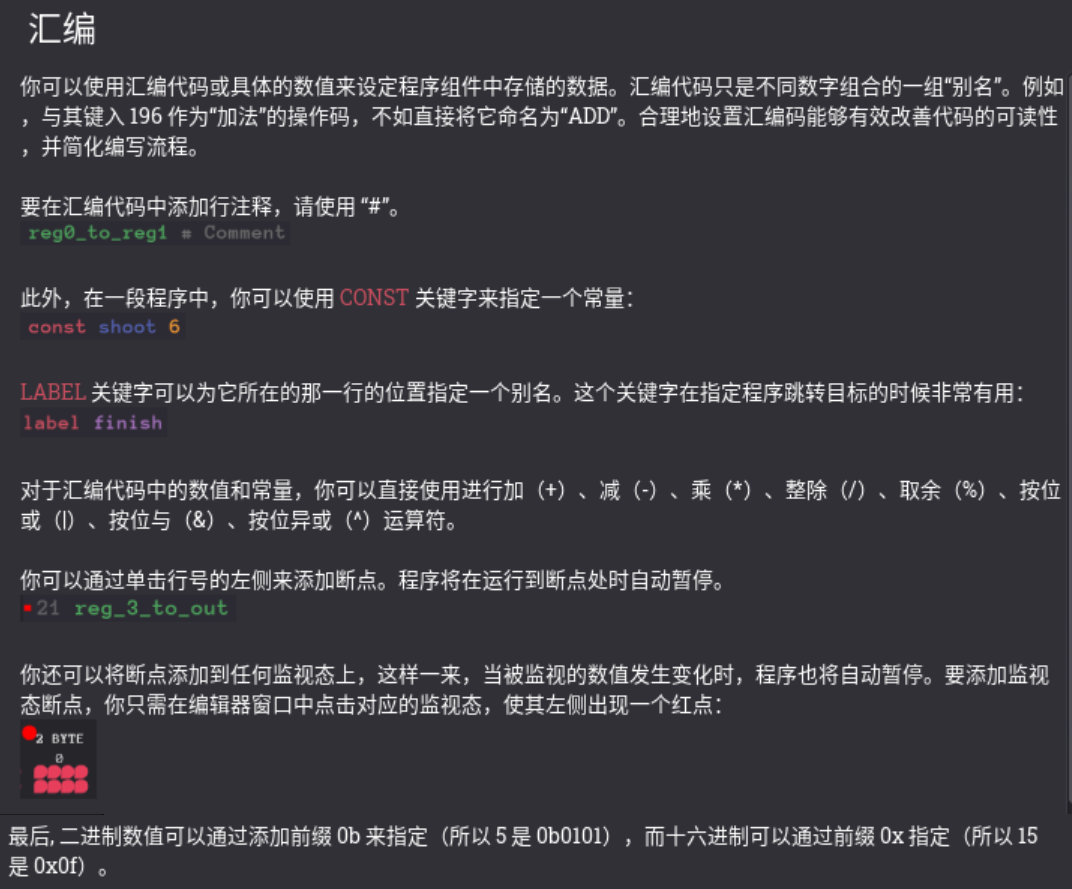 汇编
你可以使用汇编代码或具体的数值来设定程序组件中存储的数据。汇编代码只是不同数字组合的一组“别名”。例如
，与其键入 196 作为“加法”的操作码，不如直接将它命名为“ADD”。合理地设置汇编码能够有效改善代码的可读性
，并简化编写流程。
要在汇编代码中添加行注释，请使用 “#”。
reg0_to_reg1 # Comment
此外，在一段程序中，你可以使用 CONST 关键字来指定一个常量：
const shoot 6
LABEL 关键字可以为它所在的那一行的位置指定一个别名。这个关键字在指定程序跳转目标的时候非常有用：
label finish
对于汇编代码中的数值和常量，你可以直接使用进行加（+）、减（-）、乘（*）、整除（/）、取余（%）、按位
或（|）、按位与（&）、按位异或（^）运算符。
你可以通过单击行号的左侧来添加断点。程序将在运行到断点处时自动暂停。
21 reg_3_to_out
你还可以将断点添加到任何监视态上，这样一来，当被监视的数值发生变化时，程序也将自动暂停。要添加监视
态断点，你只需在编辑器窗口中点击对应的监视态，使其左侧出现一个红点：
2 BYTE
0
最后, 二进制数值可以通过添加前缀 0b 来指定（所以 5 是 0b0101），而十六进制可以通过前缀 0x 指定（所以 15
是 0x0f）。